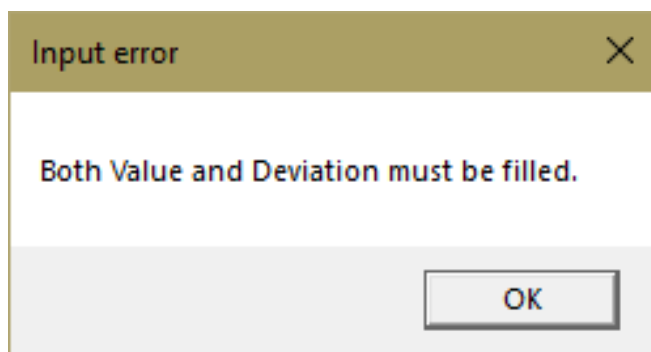 Input error
Both Value and Deviation must be filled.
OK